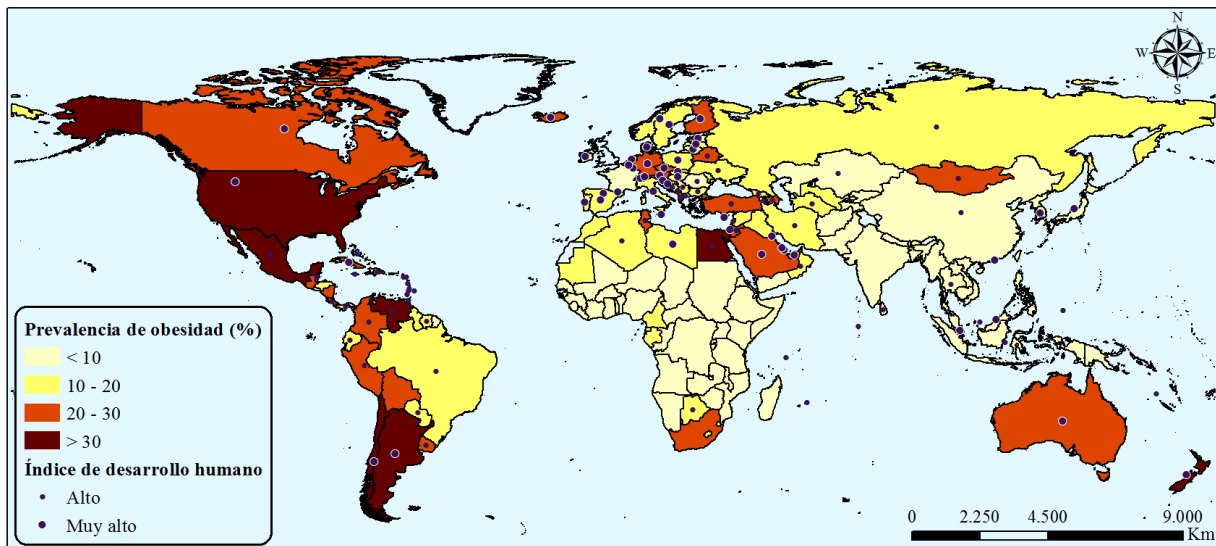 N
W E
S
Prevalencia de obesidad (%)
< 10
10 - 20
20 - 30
> 30
Índice de desarrollo humano
Alto
Muy alto
0 2.250 4.500 9.000
Km